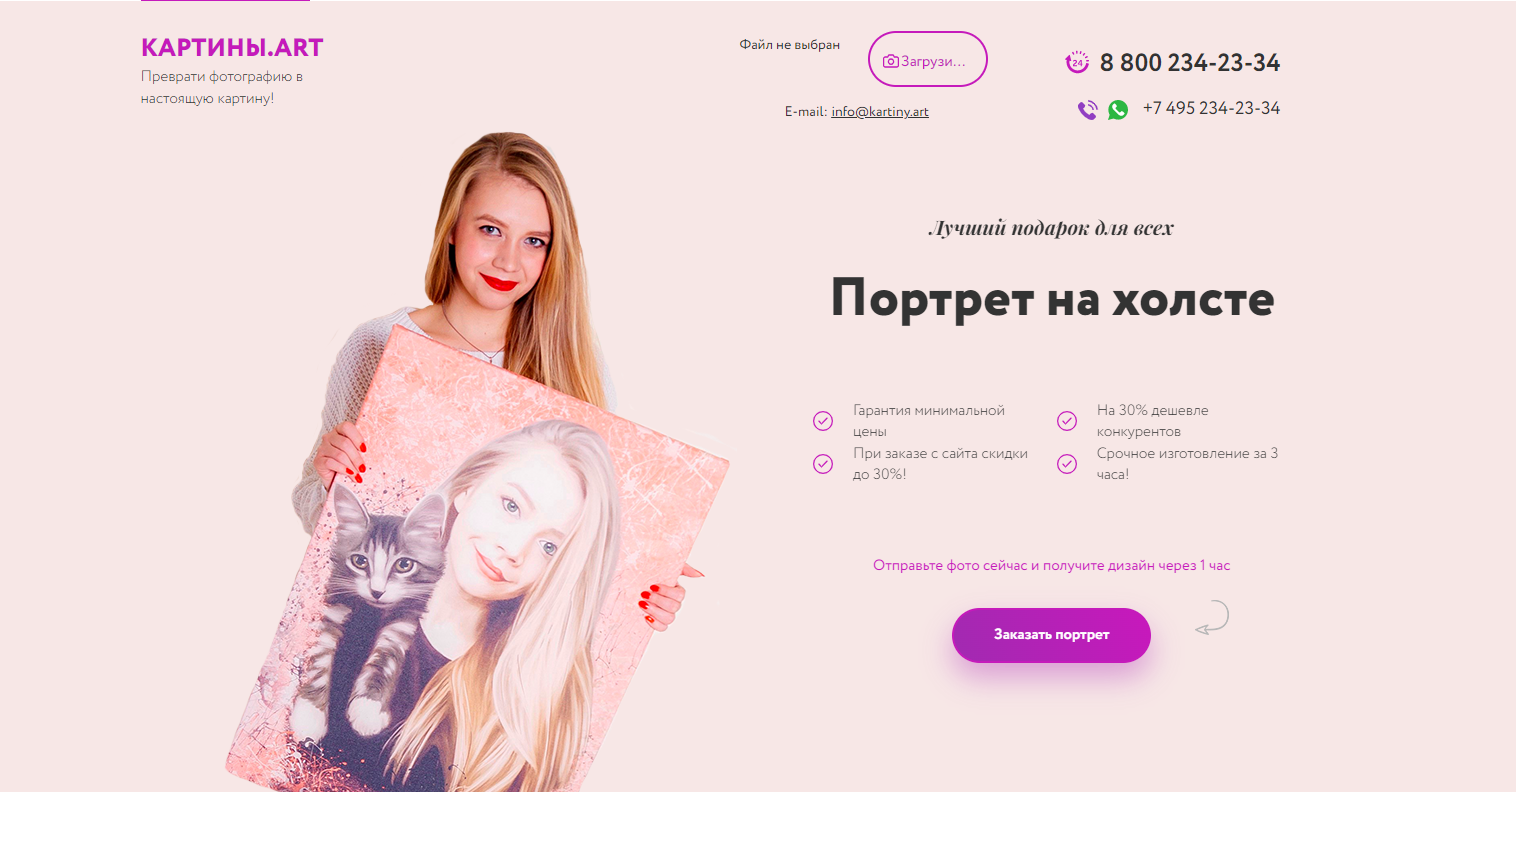 КАРТИНЫ.ART
Преврати фотографию в
настоящую картину!
Файл не выбран
Загрузи...
E-mail: info@kartiny.art
24
8 800 234-23-34
+7 495 234-23-34
Лучший подарок для всех
Портрет на холсте
Гарантия минимальной
цены
На 30% дешевле
конкурентов
При заказе с сайта скидки
до 30%!
Срочное изготовление за 3
часа!
Отправьте фото сейчас и получите дизайн через 1 час
Заказать портрет